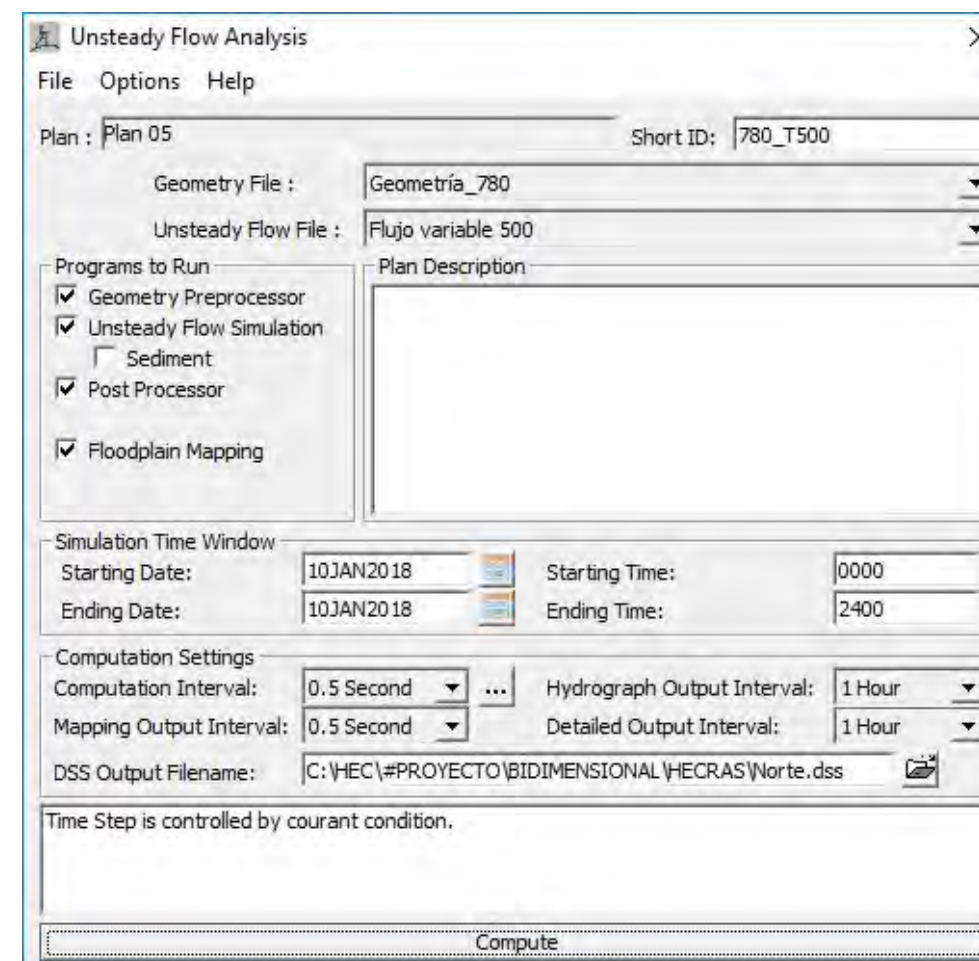 Unsteady Flow Analysis
File Options Help
Plan : Plan 05 Short ID: 780_T500
Geometry File : Geometría_780
Unsteady Flow File : Flujo variable 500
Programs to Run Plan Description
Geometry Preprocessor
Unsteady Flow Simulation
Sediment
Post Processor
Floodplain Mapping
Simulation Time Window
Starting Date: 10JAN2018 Starting Time: 0000
Ending Date: 10JAN2018 Ending Time: 2400
Computation Settings
Computation Interval: 0.5 Second ... Hydrograph Output Interval: 1 Hour
Mapping Output Interval: 0.5 Second Detailed Output Interval: 1 Hour
DSS Output Filename: C:\HEC\#PROYECTO\BIDIMENSIONAL\HECRAS\Norte.dss
Time Step is controlled by courant condition.
Compute